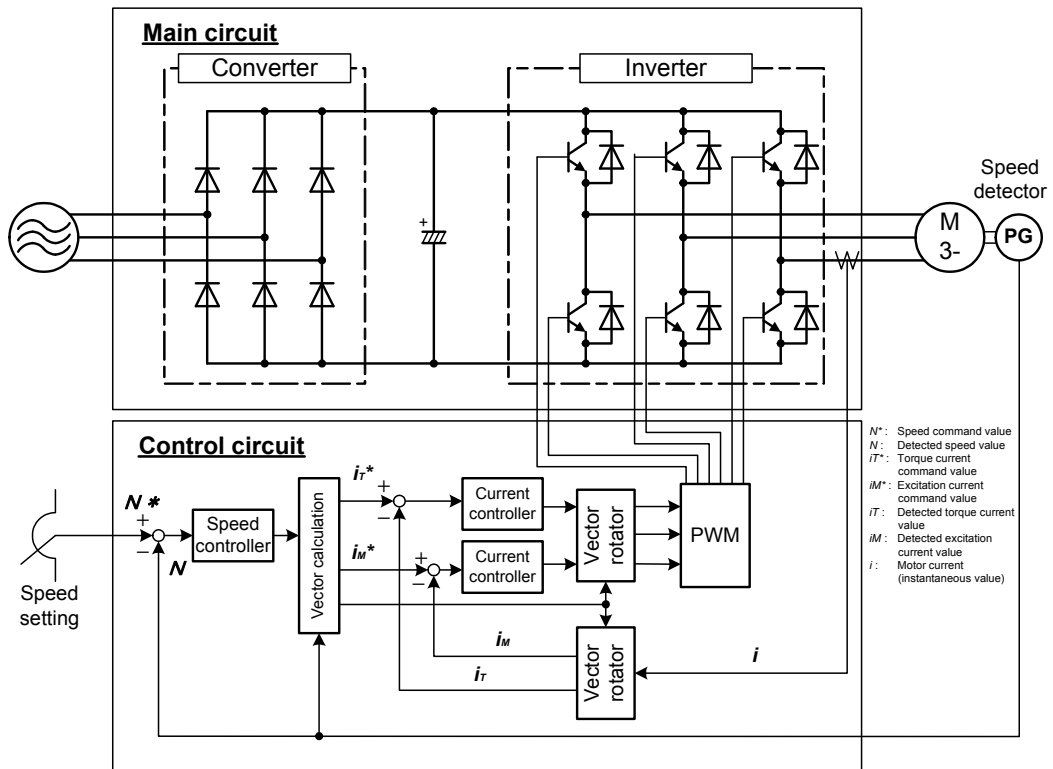 Main circuit
Converter
Inverter
+
M
3-
Speed
detector
PG
Control circuit
N* : Speed command value
N : Detected speed value
iT* : Torque current
command value
iM* : Excitation current
command value
iT : Detected torque current
value
iM : Detected excitation
current value
i : Motor current
(instantaneous value)
N*
+
−
N
Speed
setting
Speed
controller
Vector calculation
iT*
+
−
iM*
+
−
Current
controller
Current
controller
Vector
rotator
PWM
iM
iT
Vector
rotator
i